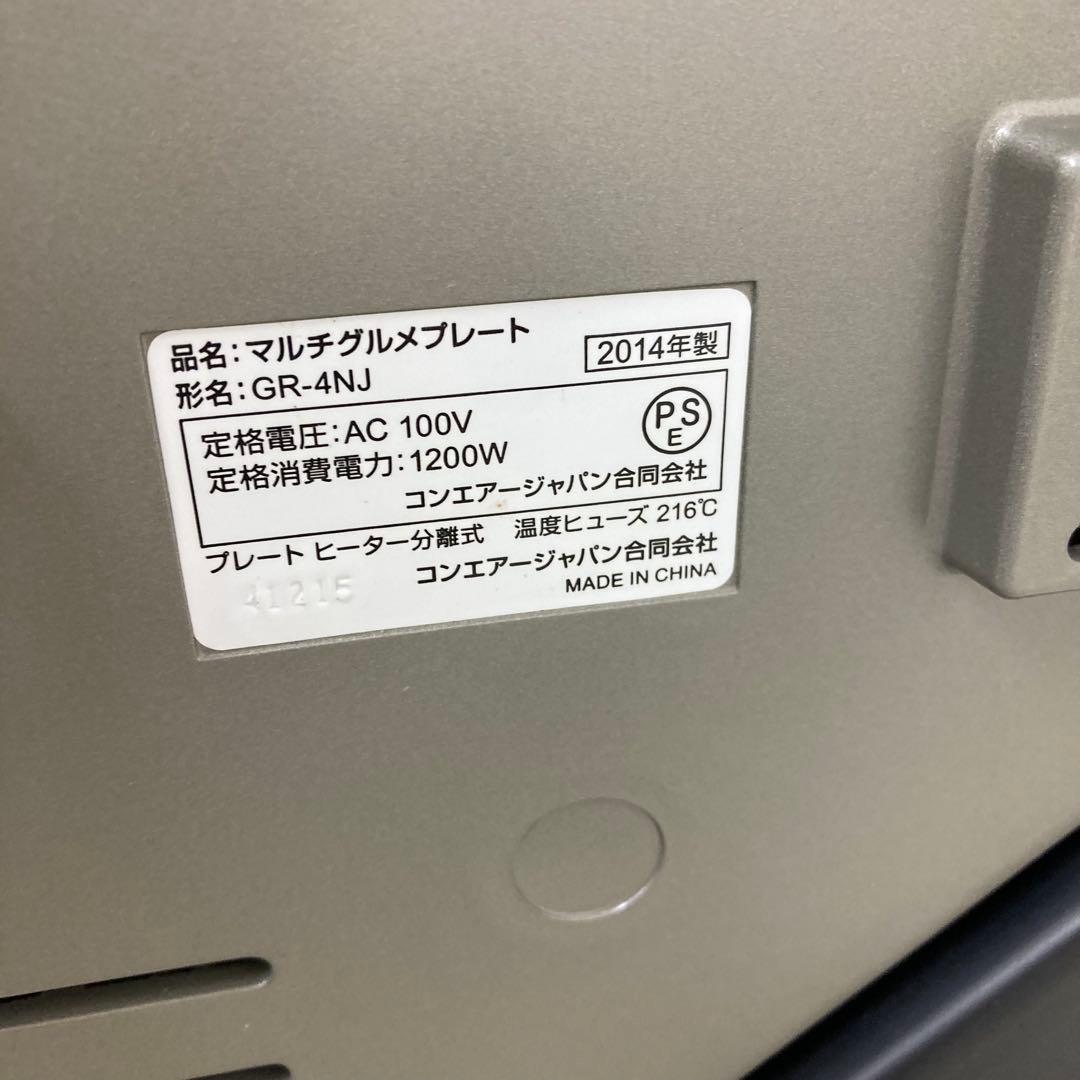 品名:マルチグルメプレート
2014年製
形名:GR-4NJ
定格電圧:AC 100V
定格消費電力:1200W
PSE
コンエアージャパン合同会社
プレート ヒーター分離式 温度ヒューズ 216℃
コンエアージャパン合同会社
MADE IN CHINA
41215